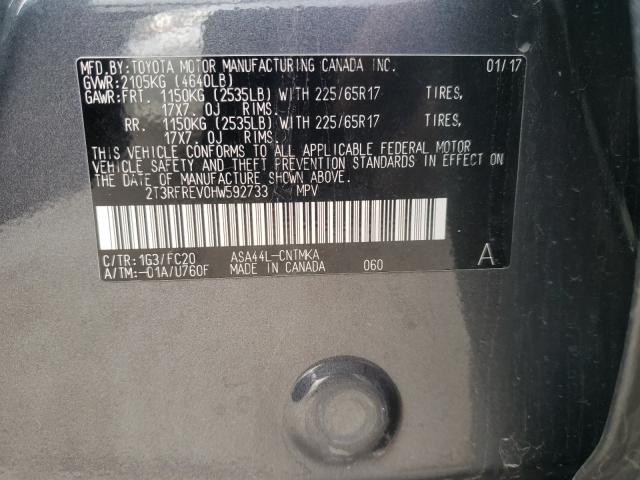 MFD.BY:TOYOTA MOTOR MANUFACTURING CANADA INC. 01/17
GVWR:2105KG (4640LB)
GAWR:FRT. 1150KG (2535LB) WITH 225/65R17 TIRES,
17X7.0J RIMS.
RR. 1150KG (2535LB) WITH 225/65R17 TIRES,
17X7.0J RIMS.
THIS VEHICLE CONFORMS TO ALL APPLICABLE FEDERAL MOTOR
VEHICLE SAFETY AND THEFT PREVENTION STANDARDS IN EFFECT
ON THE DATE OF MANUFACTURE SHOWN ABOVE.
2T3RFREV0HW592733 MPV
C/TR:1G3/FC20 ASA44L-CNTMKA A
A/TM:-01A/U760F MADE IN CANADA 060